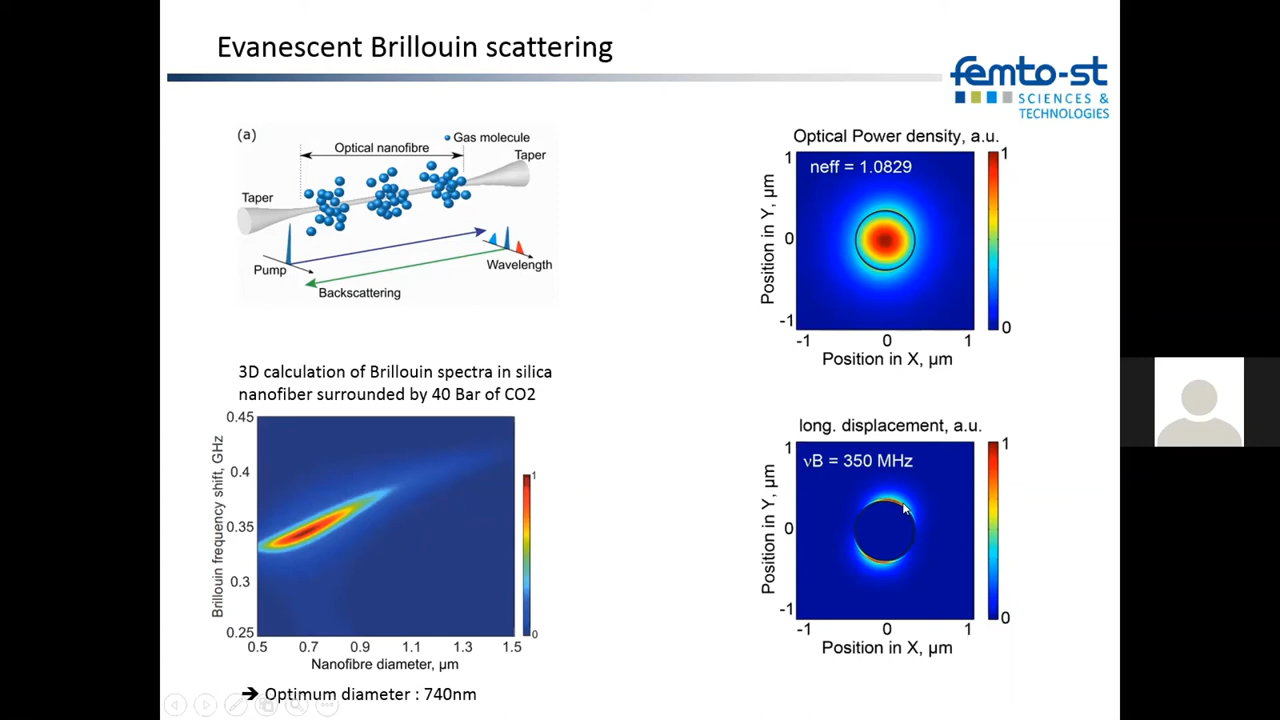 Evanescent Brillouin scattering
femto-st
SCIENCES &
TECHNOLOGIES
(a)
Gas molecule
Optical nanofibre
Taper
Taper
Pump
Wavelength
Backscattering
Optical Power density, a.u.
neff = 1.0829
1
0
-1
Position in Y, µm
-1
0
1
Position in X, µm
1
0
3D calculation of Brillouin spectra in silica
nanofiber surrounded by 40 Bar of CO2
0.45
0.4
0.35
0.3
0.25
Brillouin frequency shift, GHz
0.5
0.7
0.9
1.1
1.3
1.5
Nanofibre diameter, µm
1
0
➔ Optimum diameter : 740nm
long. displacement, a.u.
νB = 350 MHz
1
0
-1
Position in Y, µm
-1
0
1
Position in X, µm
1
0